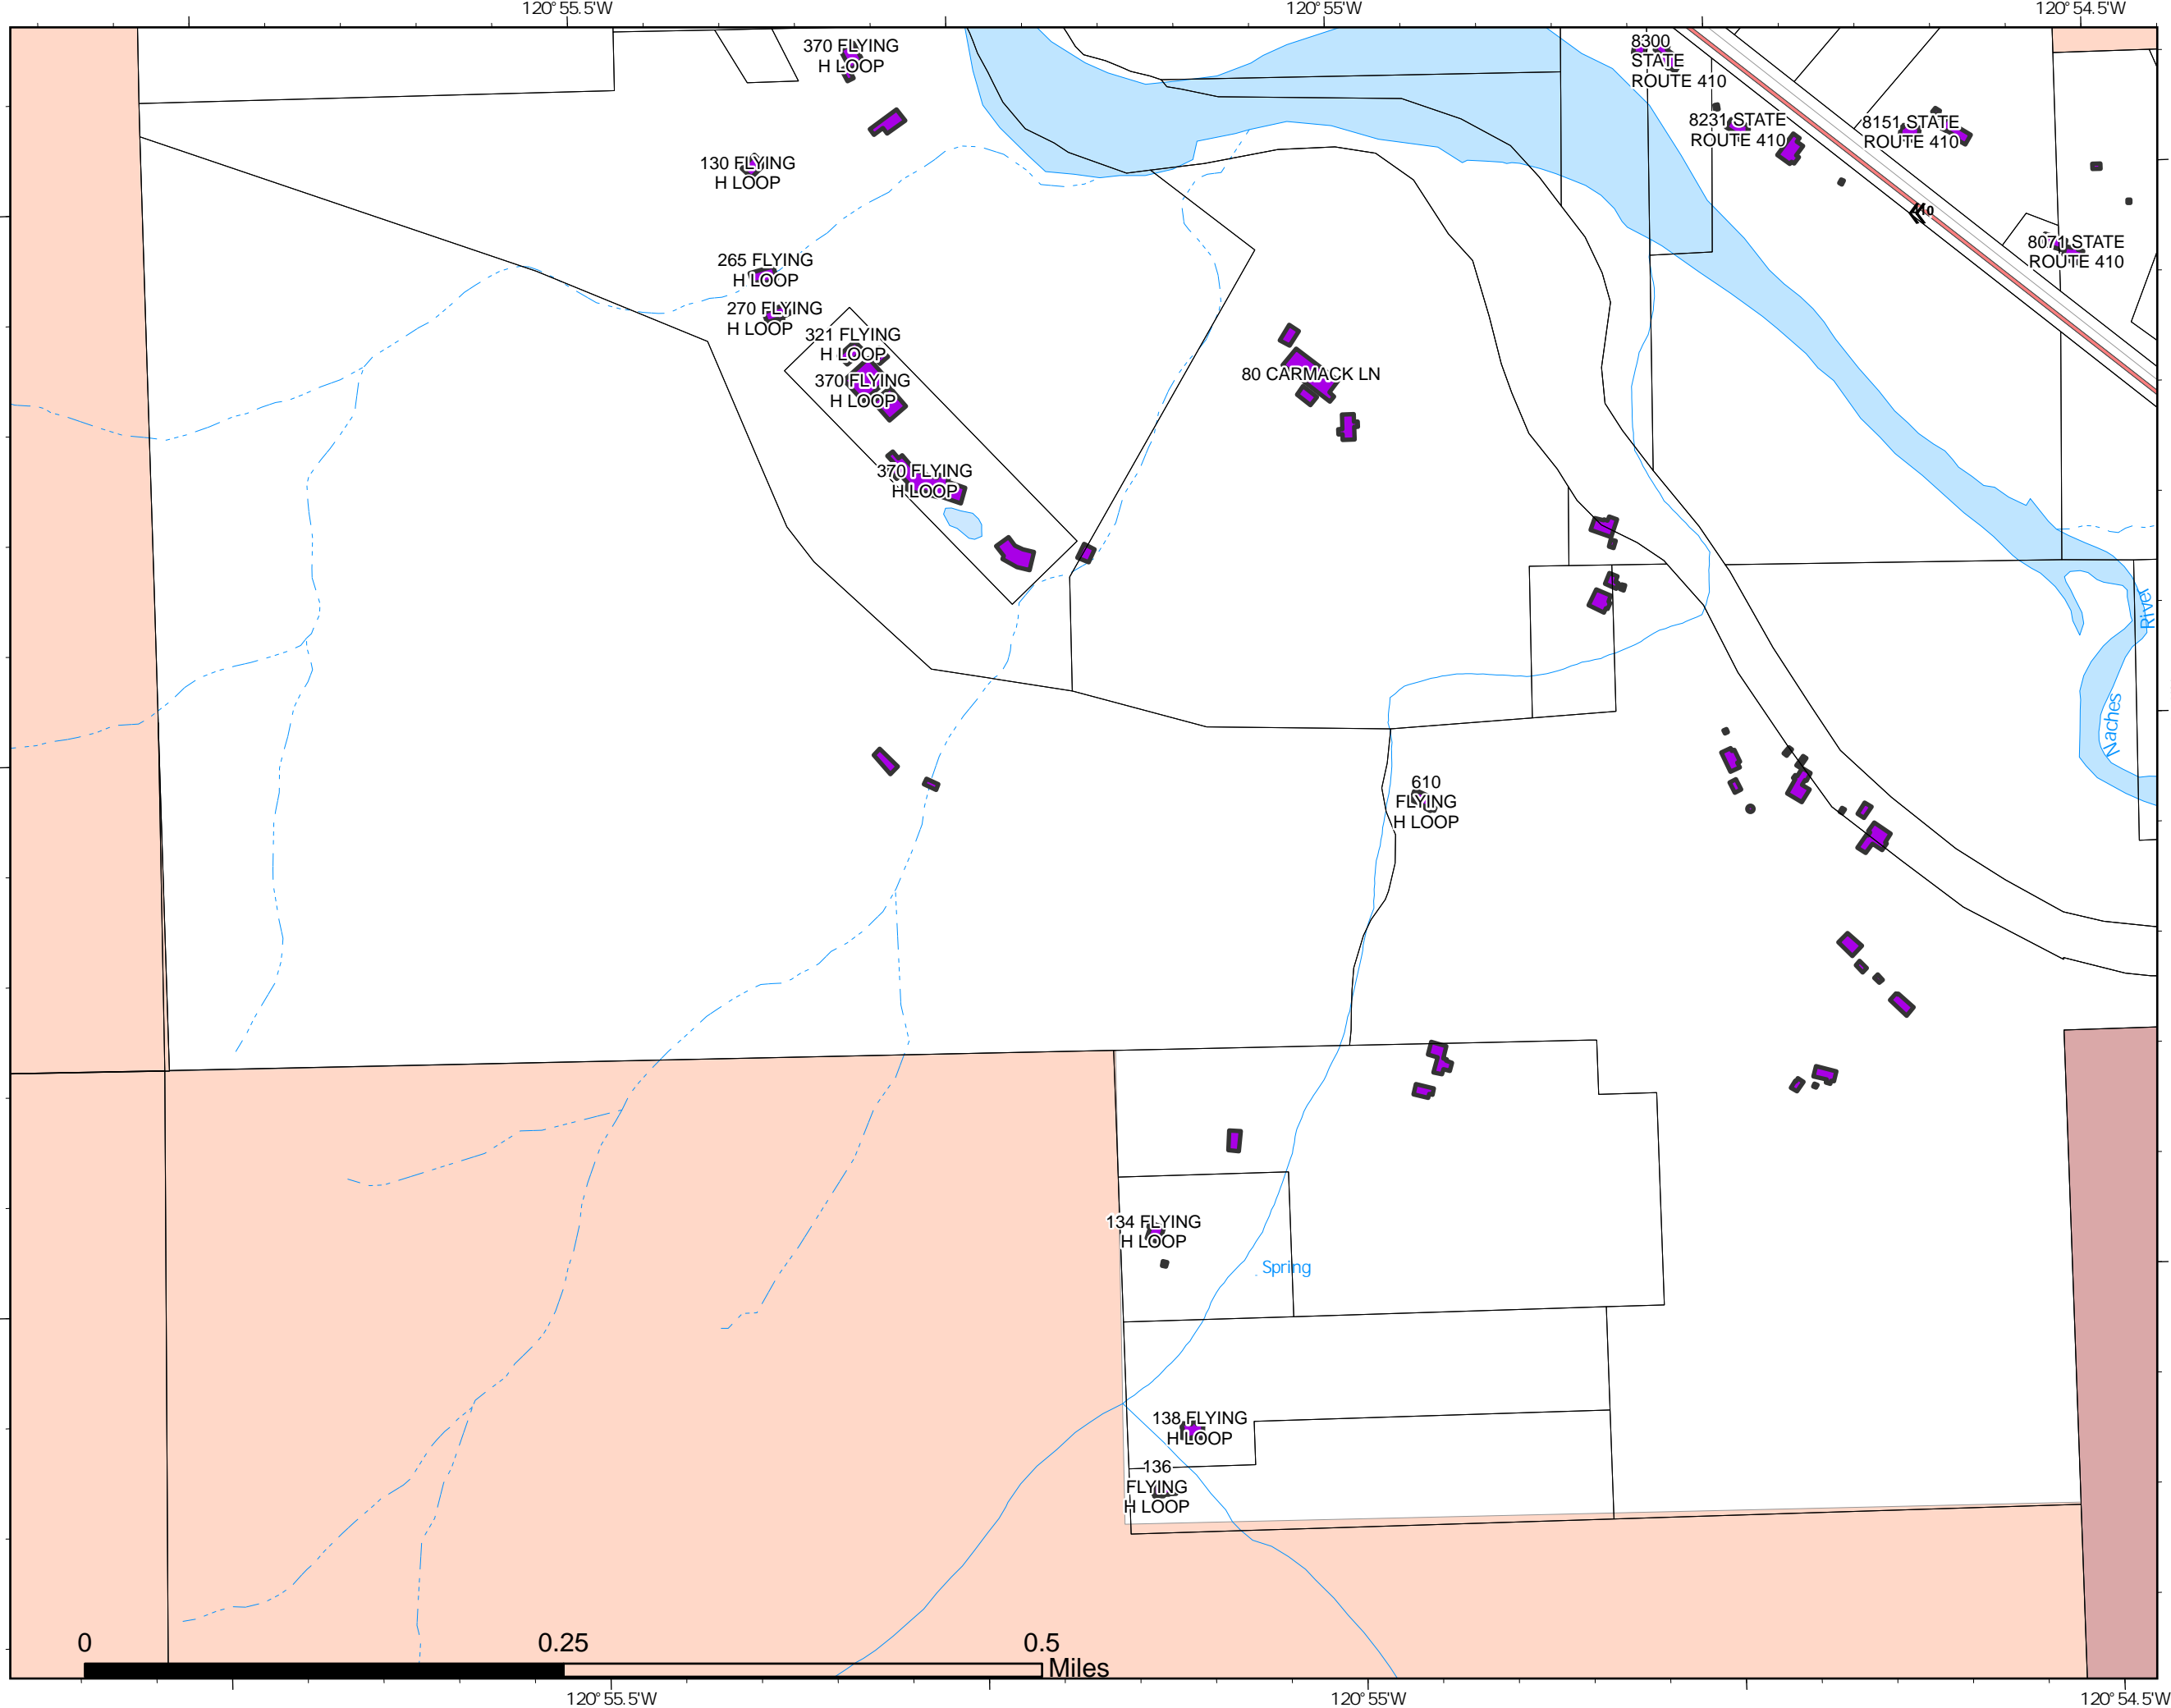 120°55.5'W
120°55'W
120°54.5'W
370 FLYING
H LOOP
8300
STATE
ROUTE 410
8231 STATE
ROUTE 410
8151 STATE
ROUTE 410
130 FLYING
H LOOP
8071 STATE
ROUTE 410
265 FLYING
H LOOP
270 FLYING
H LOOP
321 FLYING
H LOOP
370 FLYING
H LOOP
80 CARMACK LN
370 FLYING
H LOOP
River
Naches
610
FLYING
H LOOP
134 FLYING
H LOOP
Spring
138 FLYING
H LOOP
136
FLYING
H LOOP
0
0.25
0.5
Miles
120°55.5'W
120°55'W
120°54.5'W